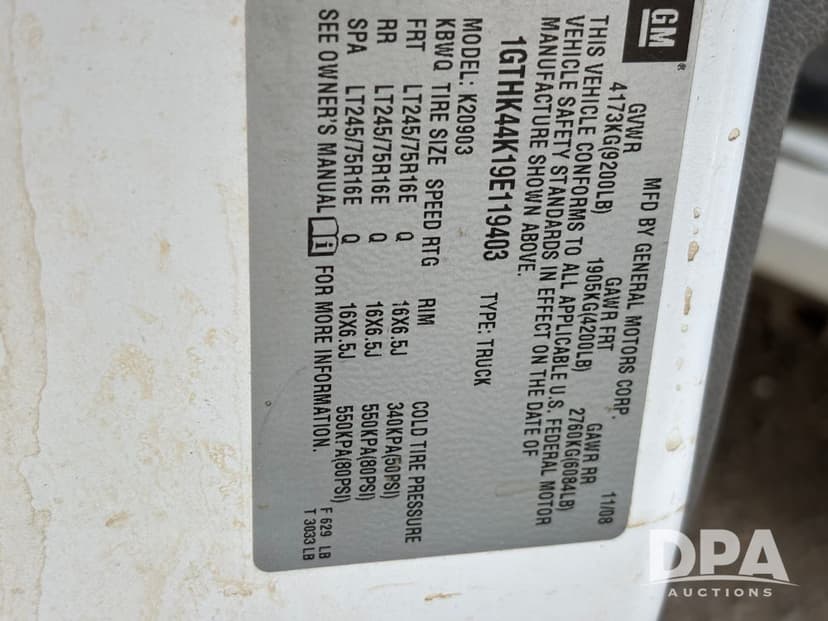 GM®
MFD BY GENERAL MOTORS CORP. 11/08
GVWR GAWR FRT GAWR RR
4173KG(9200LB) 1905KG(4200LB) 2760KG(6084LB)
THIS VEHICLE CONFORMS TO ALL APPLICABLE U.S. FEDERAL MOTOR
VEHICLE SAFETY STANDARDS IN EFFECT ON THE DATE OF
MANUFACTURE SHOWN ABOVE.
1GTHK44K19E119403 TYPE: TRUCK
MODEL: K20903
KBWQ TIRE SIZE SPEED RTG RIM COLD TIRE PRESSURE
FRT LT245/75R16E Q 16X6.5J 340KPA(50PSI)
RR LT245/75R16E Q 16X6.5J 550KPA(80PSI)
SPA LT245/75R16E Q 16X6.5J 550KPA(80PSI)
SEE OWNER'S MANUAL i FOR MORE INFORMATION.
F 629 LB
T 3033 LB
DPA
AUCTIONS